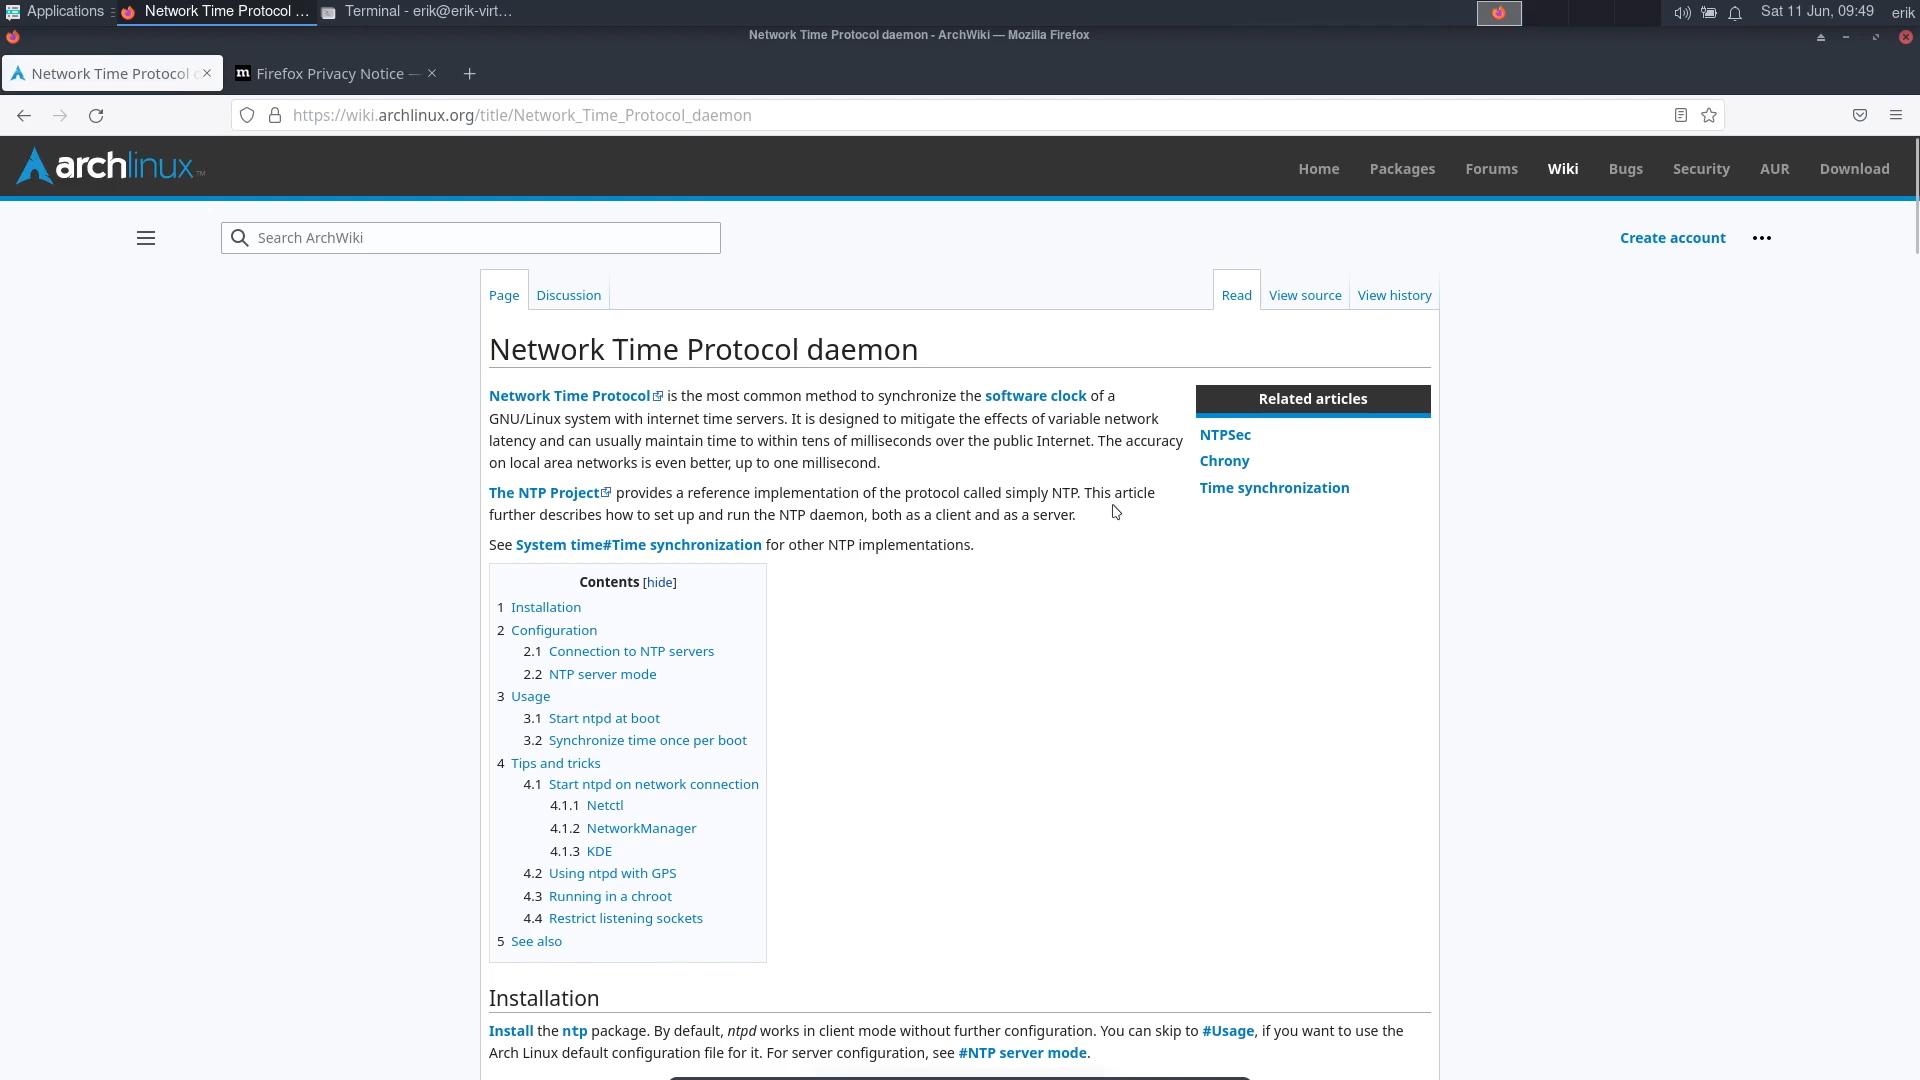 Applications
Network Time Protocol ...
Terminal - erik@erik-virt...
Sat 11 Jun, 09:49
erik
Network Time Protocol daemon - ArchWiki — Mozilla Firefox
Network Time Protocol
Firefox Privacy Notice —
https://wiki.archlinux.org/title/Network_Time_Protocol_daemon
archlinux™
Home Packages Forums Wiki Bugs Security AUR Download
Search ArchWiki
Create account
Page Discussion Read View source View history
Network Time Protocol daemon
Network Time Protocol is the most common method to synchronize the software clock of a
GNU/Linux system with internet time servers. It is designed to mitigate the effects of variable network
latency and can usually maintain time to within tens of milliseconds over the public Internet. The accuracy
on local area networks is even better, up to one millisecond.
The NTP Project provides a reference implementation of the protocol called simply NTP. This article
further describes how to set up and run the NTP daemon, both as a client and as a server.
See System time#Time synchronization for other NTP implementations.
Related articles
NTPSec
Chrony
Time synchronization
Contents [hide]
1 Installation
2 Configuration
2.1 Connection to NTP servers
2.2 NTP server mode
3 Usage
3.1 Start ntpd at boot
3.2 Synchronize time once per boot
4 Tips and tricks
4.1 Start ntpd on network connection
4.1.1 Netctl
4.1.2 NetworkManager
4.1.3 KDE
4.2 Using ntpd with GPS
4.3 Running in a chroot
4.4 Restrict listening sockets
5 See also
Installation
Install the ntp package. By default, ntpd works in client mode without further configuration. You can skip to #Usage, if you want to use the
Arch Linux default configuration file for it. For server configuration, see #NTP server mode.